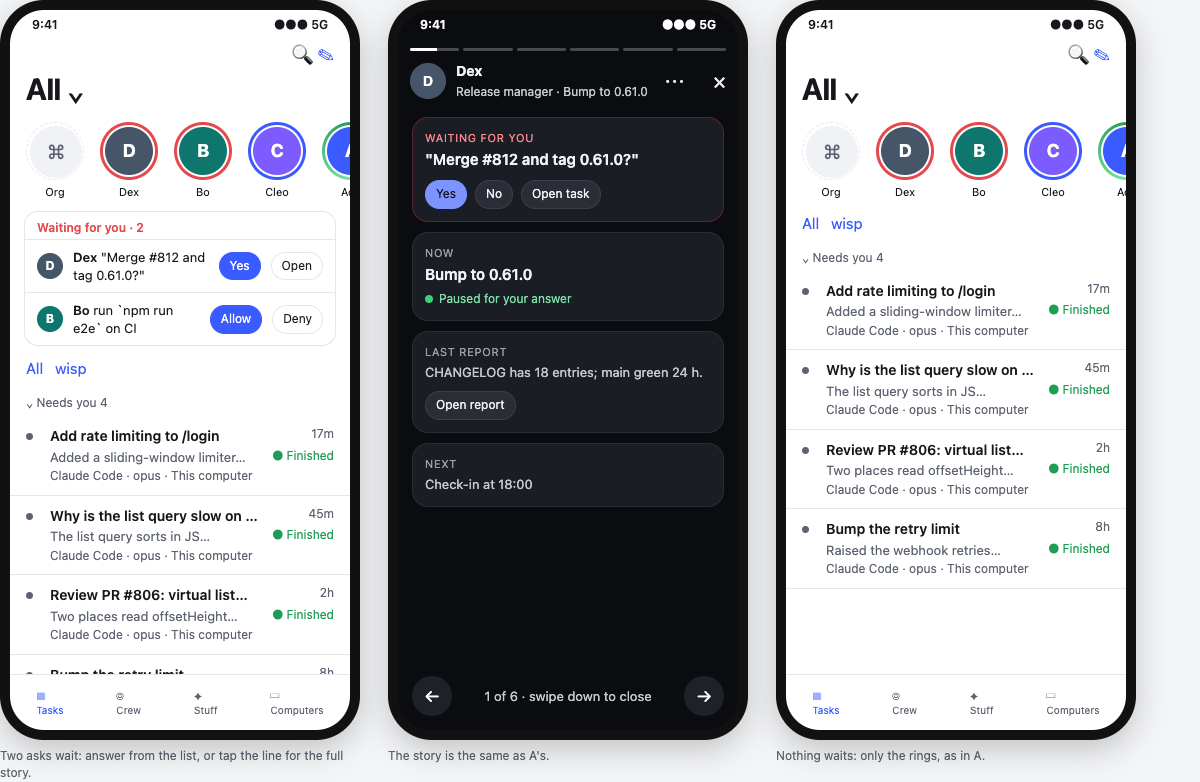 9:41
5G
All
D
B
C
A
Org
Dex
Bo
Cleo
Waiting for you · 2
D
Dex "Merge #812 and
tag 0.61.0?"
Yes
Open
B
Bo run `npm run
e2e` on CI
Allow
Deny
All wisp
Needs you 4
Add rate limiting to /login
17m
Added a sliding-window limiter...
Finished
Claude Code · opus · This computer
Why is the list query slow on ...
45m
The list query sorts in JS...
Finished
Claude Code · opus · This computer
Review PR #806: virtual list...
2h
Two places read offsetHeight...
Finished
Claude Code · opus · This computer
Bump the retry limit
8h
Tasks
Crew
Stuff
Computers
Two asks wait: answer from the list, or tap the line for the full
story.
9:41
5G
D
Dex
Release manager · Bump to 0.61.0
WAITING FOR YOU
"Merge #812 and tag 0.61.0?"
Yes
No
Open task
NOW
Bump to 0.61.0
Paused for your answer
LAST REPORT
CHANGELOG has 18 entries; main green 24 h.
Open report
NEXT
Check-in at 18:00
1 of 6 · swipe down to close
The story is the same as A's.
9:41
5G
All
D
B
C
A
Org
Dex
Bo
Cleo
All wisp
Needs you 4
Add rate limiting to /login
17m
Added a sliding-window limiter...
Finished
Claude Code · opus · This computer
Why is the list query slow on ...
45m
The list query sorts in JS...
Finished
Claude Code · opus · This computer
Review PR #806: virtual list...
2h
Two places read offsetHeight...
Finished
Claude Code · opus · This computer
Bump the retry limit
8h
Raised the webhook retries...
Finished
Claude Code · opus · This computer
Tasks
Crew
Stuff
Computers
Nothing waits: only the rings, as in A.